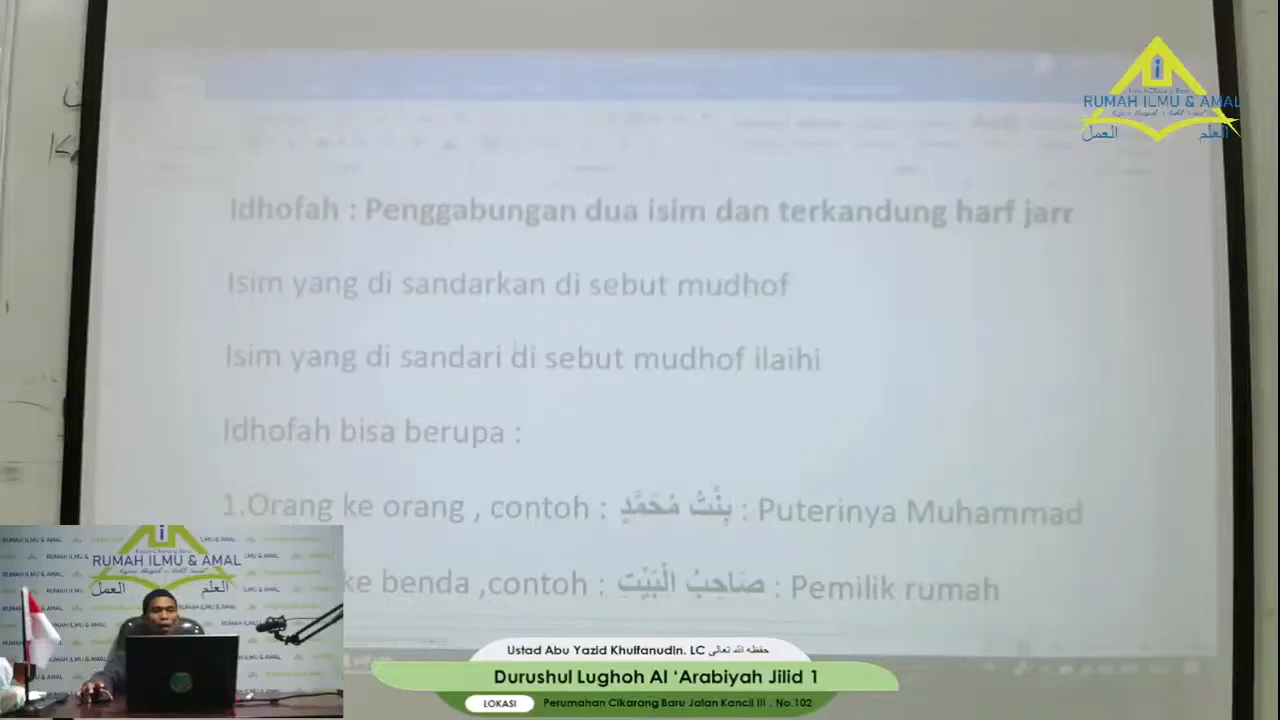 RUMAH ILMU & AMAL
العلم
العمل
Idhofah : Penggabungan dua isim dan terkandung harf jarr
Isim yang di sandarkan di sebut mudhof
Isim yang di sandari di sebut mudhof ilaihi
Idhofah bisa berupa :
1.Orang ke orang , contoh : بِنْتُ مُحَمَّدٍ : Puterinya Muhammad
ke benda ,contoh : صَاحِبُ الْبَيْتِ : Pemilik rumah
RUMAH ILMU & AMAL
العلم
العمل
Ustad Abu Yazid Khulfanudin. LC حفظه الله تعالى
Durushul Lughoh Al ‘Arabiyah Jilid 1
LOKASI
Perumahan Cikarang Baru Jalan Kancil III . No.102